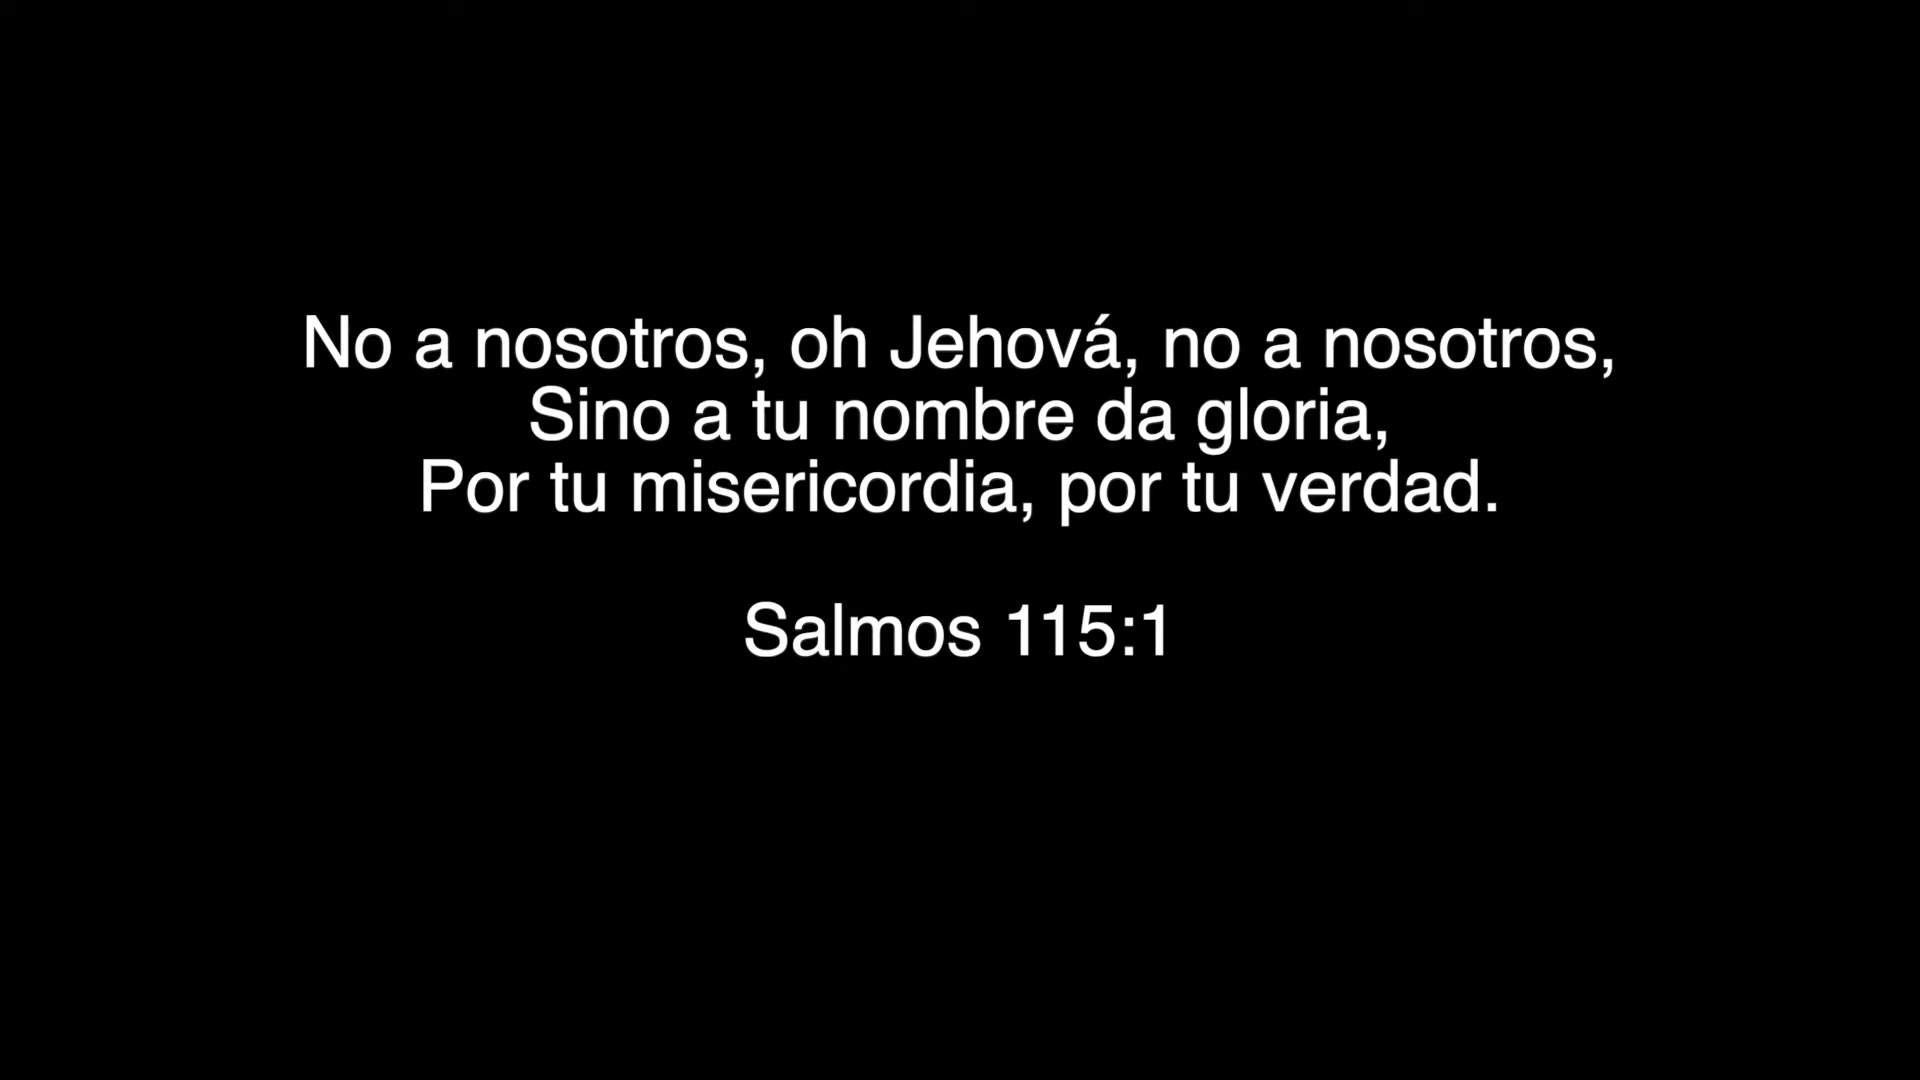 No a nosotros, oh Jehová, no a nosotros,
Sino a tu nombre da gloria,
Por tu misericordia, por tu verdad.
Salmos 115:1